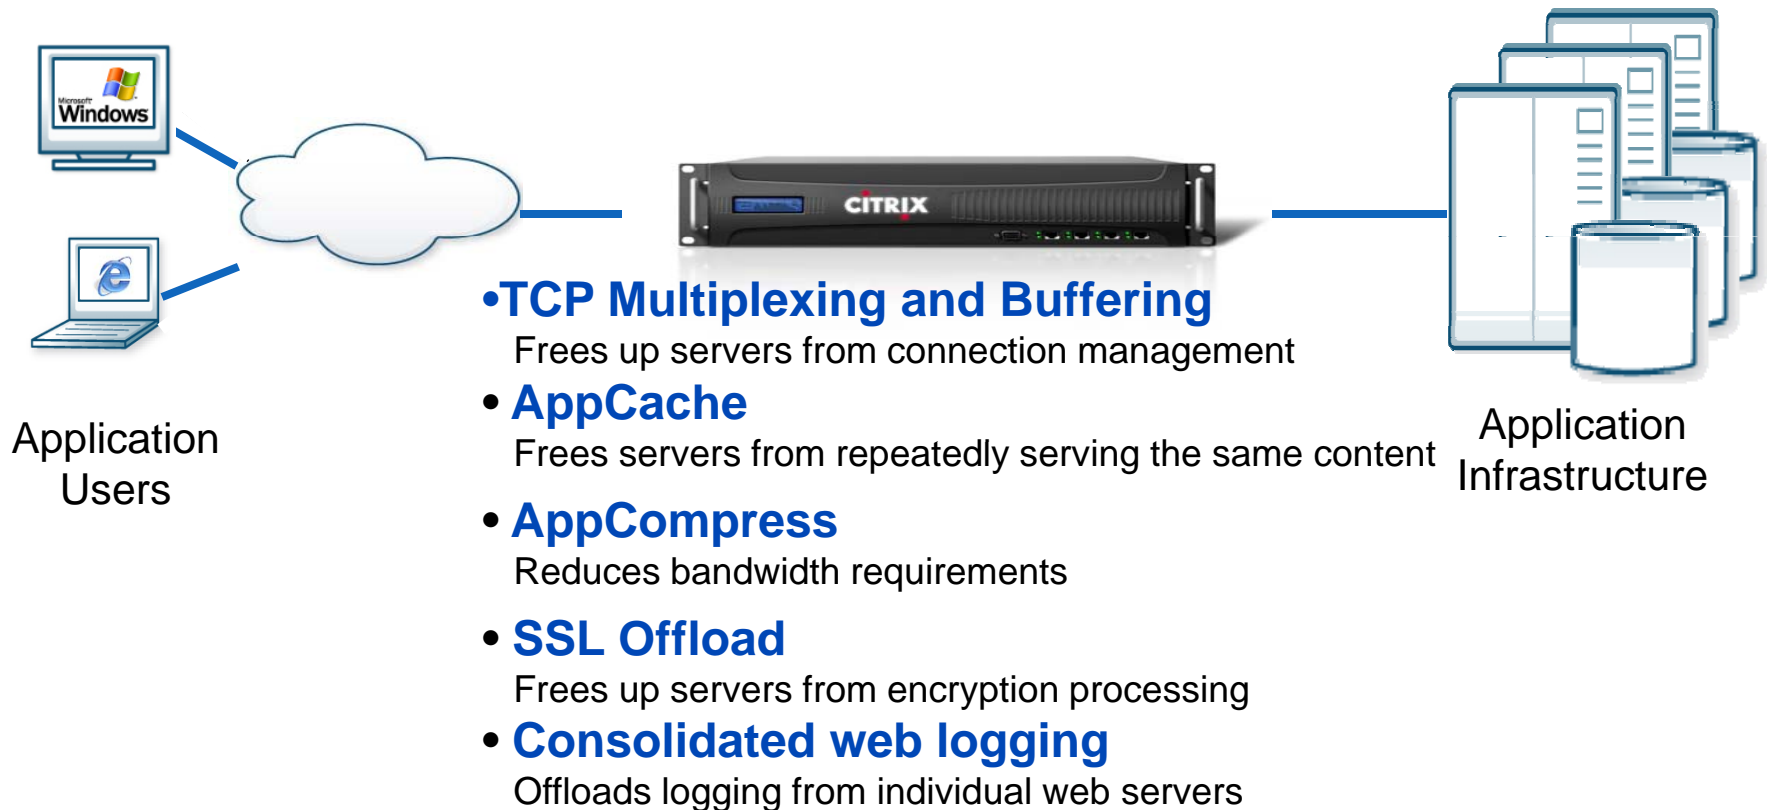 Microsoft
Windows
CITRIX
•TCP Multiplexing and Buffering
Frees up servers from connection management
• AppCache
Frees servers from repeatedly serving the same content
• AppCompress
Reduces bandwidth requirements
• SSL Offload
Frees up servers from encryption processing
• Consolidated web logging
Offloads logging from individual web servers
Application
Users
Application
Infrastructure